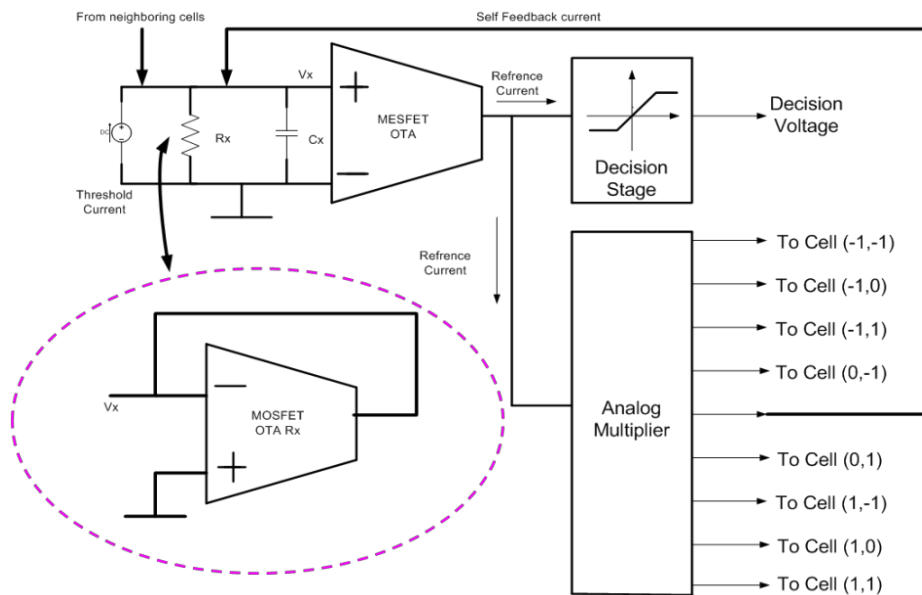 From neighboring cells
Self Feedback current
Vx
+
MESFET
OTA
Refrence
Current
Decision
Voltage
DC
Rx
Cx
Decision
Stage
Threshold
Current
Refrence
Current
To Cell (-1,-1)
To Cell (-1,0)
To Cell (-1,1)
To Cell (0,-1)
Analog
Multiplier
To Cell (0,1)
To Cell (1,-1)
To Cell (1,0)
To Cell (1,1)
Vx
MOSFET
OTA Rx
+